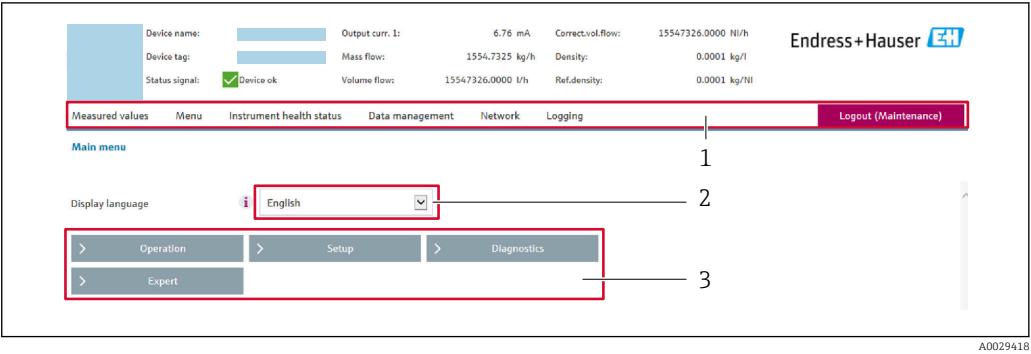 Device name: Output curr. 1: 6.76 mA Correct.vol.flow: 15547326.0000 Nl/h
Endress+Hauser EH
Device tag: Mass flow: 1554.7325 kg/h Density: 0.0001 kg/l
Status signal: Device ok Volume flow: 15547326.0000 l/h Ref.density: 0.0001 kg/Nl
Measured values Menu Instrument health status Data management Network Logging Logout (Maintenance)
1
Main menu
Display language i English 2
> Operation > Setup > Diagnostics
> Expert 3
A0029418